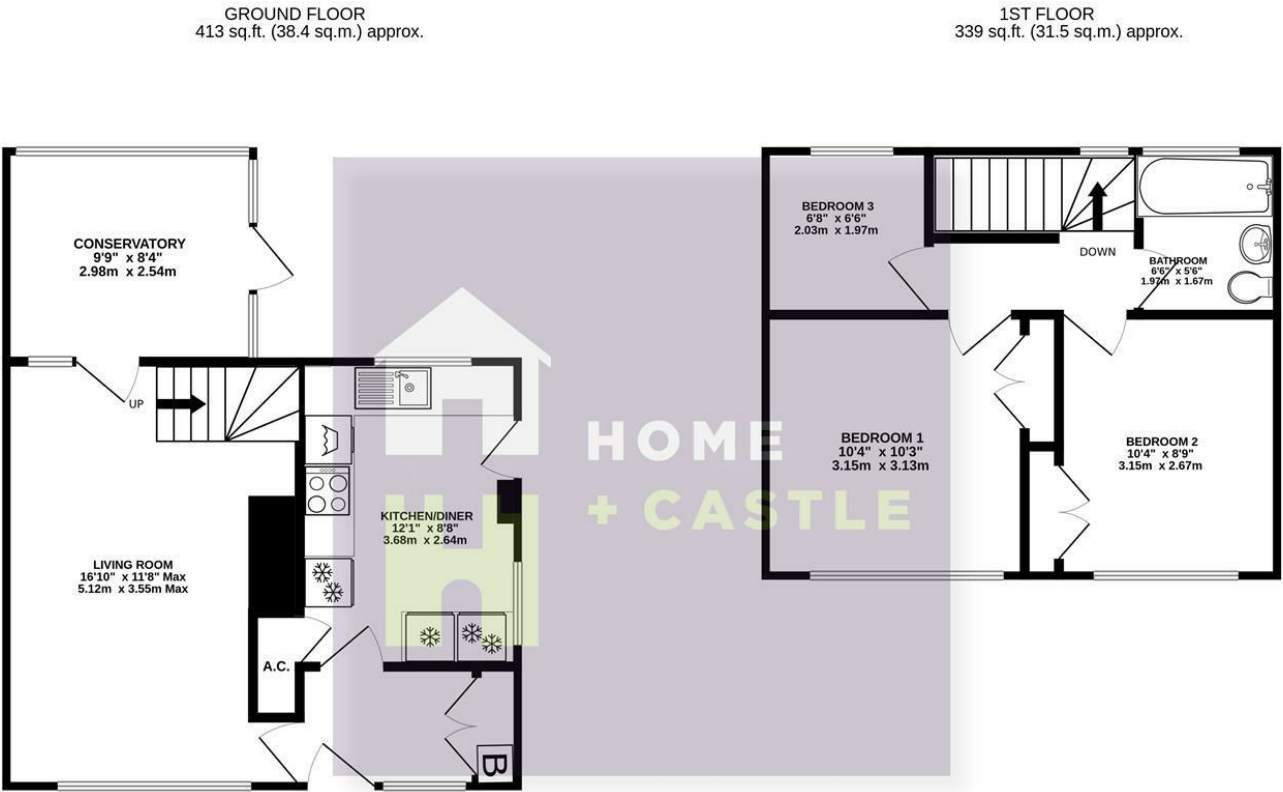 GROUND FLOOR
413 sq.ft. (38.4 sq.m.) approx.
1ST FLOOR
339 sq.ft. (31.5 sq.m.) approx.
CONSERVATORY
9'9" x 8'4"
2.98m x 2.54m
UP
LIVING ROOM
16'10" x 11'8" Max
5.12m x 3.55m Max
A.C.
KITCHEN/DINER
12'1" x 8'8"
3.68m x 2.64m
B
HOME
+ CASTLE
BEDROOM 3
6'8" x 6'6"
2.03m x 1.97m
DOWN
BATHROOM
6'6" x 5'6"
1.97m x 1.67m
BEDROOM 1
10'4" x 10'3"
3.15m x 3.13m
BEDROOM 2
10'4" x 8'9"
3.15m x 2.67m